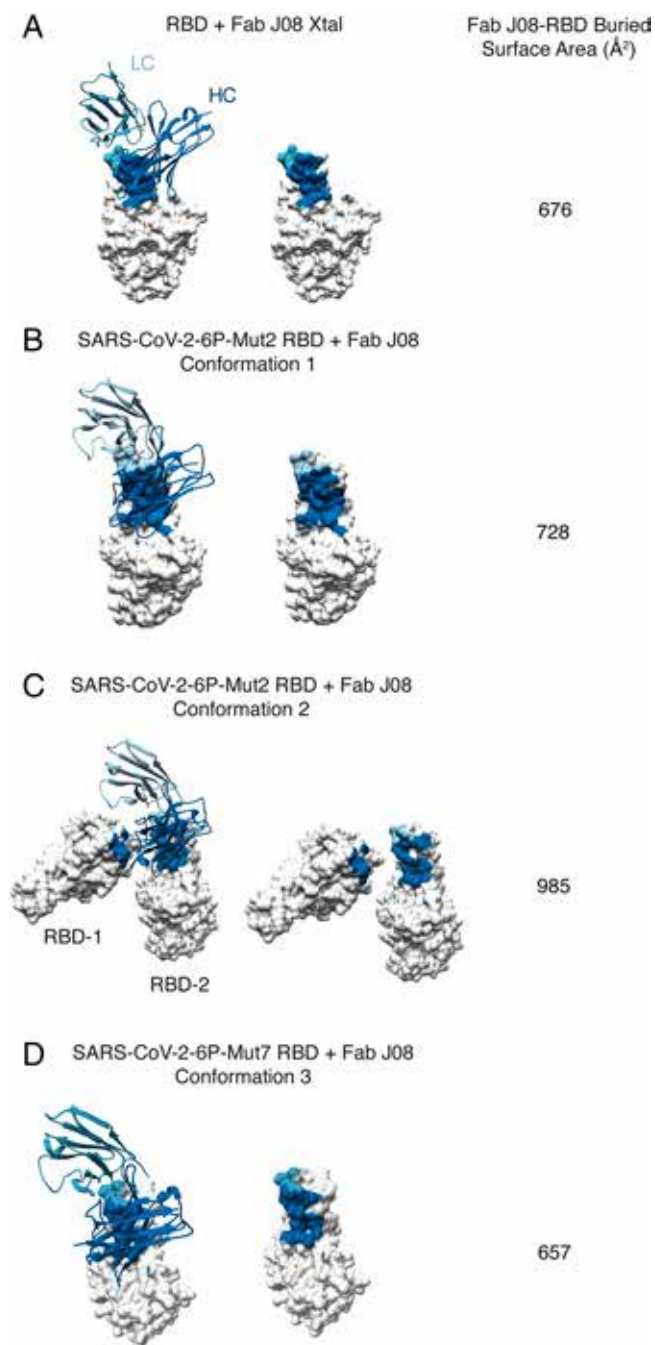 A
RBD + Fab J08 Xtal
Fab J08-RBD Buried
Surface Area (Å²)
LC
HC
676
B
SARS-CoV-2-6P-Mut2 RBD + Fab J08
Conformation 1
728
C
SARS-CoV-2-6P-Mut2 RBD + Fab J08
Conformation 2
985
RBD-1
RBD-2
D
SARS-CoV-2-6P-Mut7 RBD + Fab J08
Conformation 3
657